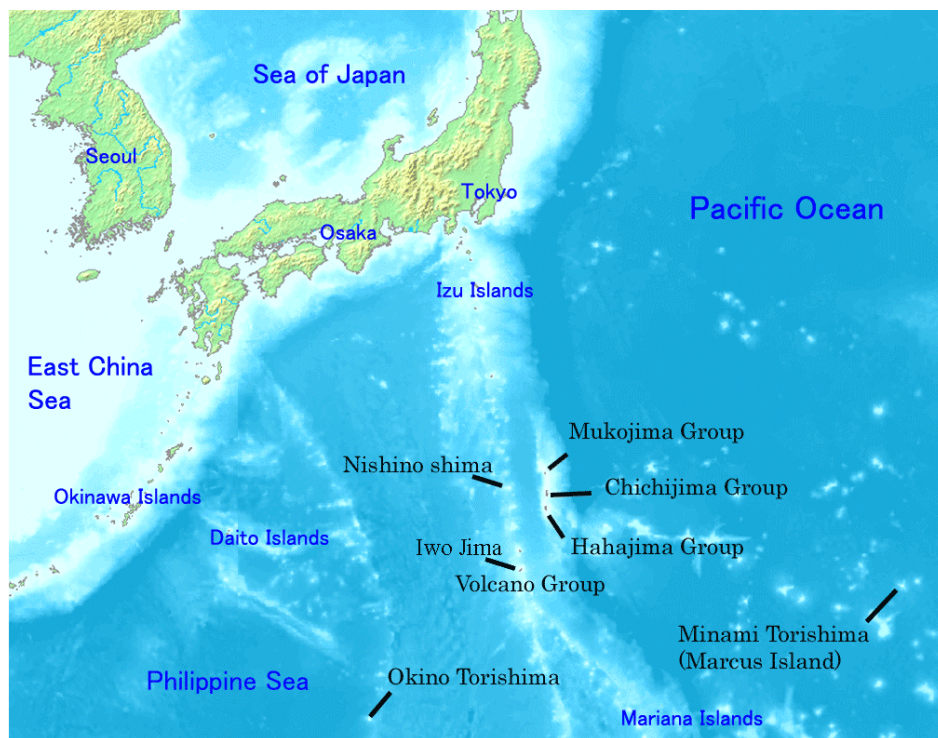 Sea of Japan
Seoul
Tokyo
Pacific Ocean
Osaka
Izu Islands
East China
Sea
Mukojima Group
Nishino shima
Chichijima Group
Okinawa Islands
Daito Islands
Iwo Jima
Hahajima Group
Volcano Group
Minami Torishima
(Marcus Island)
Philippine Sea
Okino Torishima
Mariana Islands